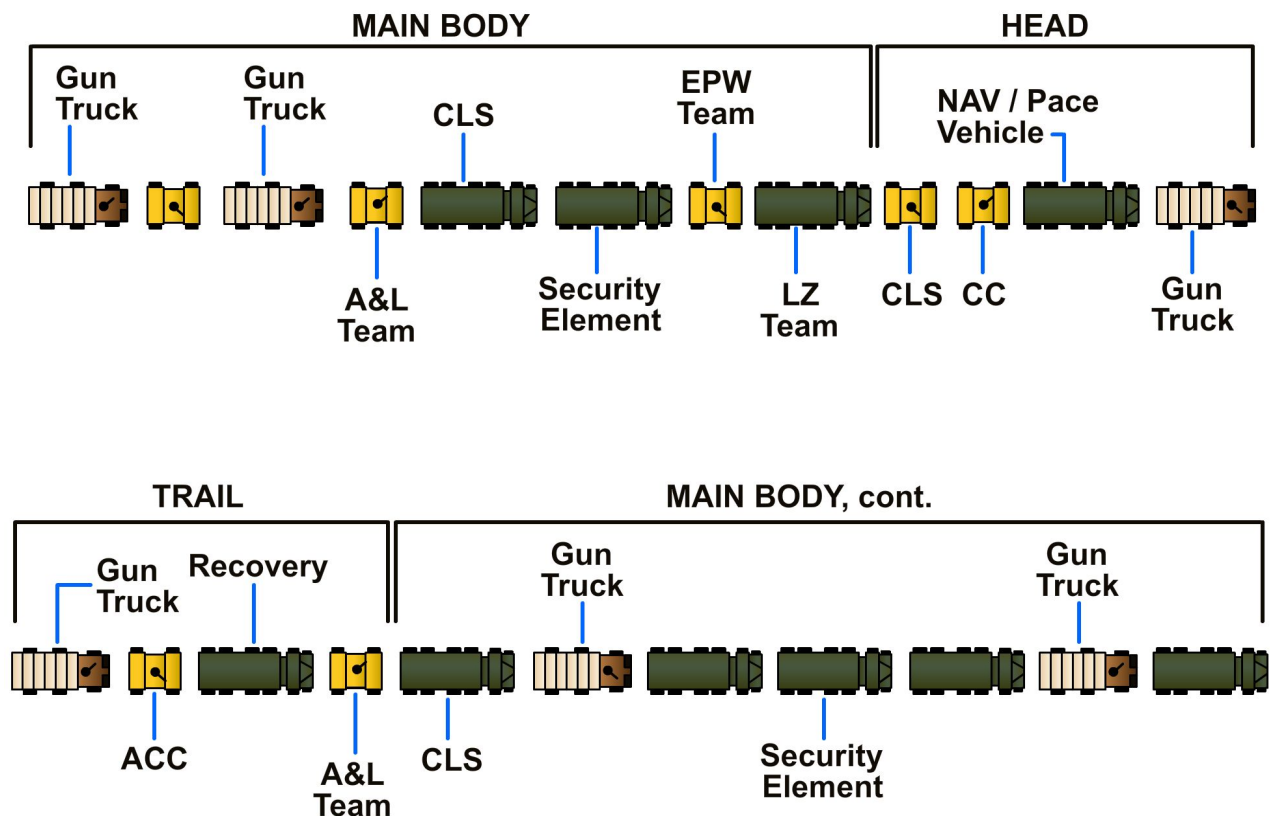 MAIN BODY
HEAD
Gun
Truck
Gun
Truck
CLS
EPW
Team
NAV / Pace
Vehicle
A&L
Team
Security
Element
LZ
Team
CLS
CC
Gun
Truck
TRAIL
MAIN BODY, cont.
Gun
Truck
Recovery
Gun
Truck
Gun
Truck
ACC
A&L
Team
CLS
Security
Element